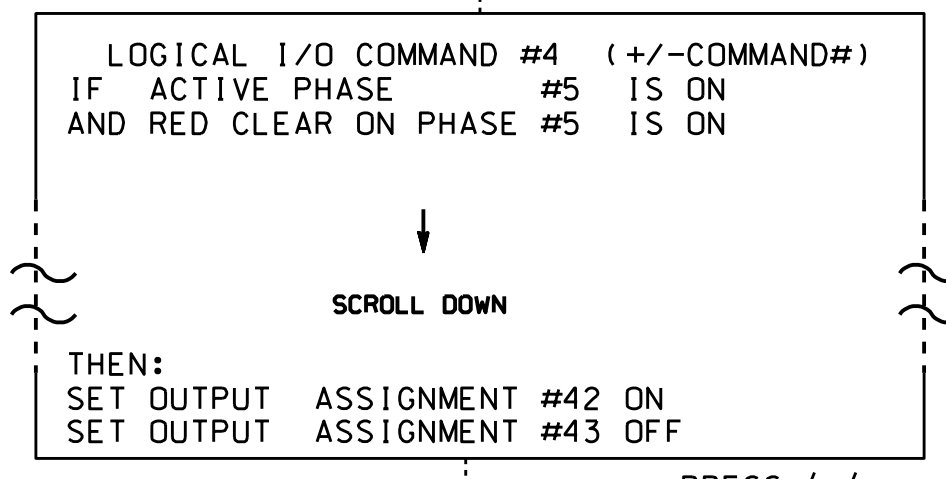 LOGICAL I/O COMMAND #4 (+/-COMMAND#)
IF ACTIVE PHASE #5 IS ON
AND RED CLEAR ON PHASE #5 IS ON
SCROLL DOWN
THEN:
SET OUTPUT ASSIGNMENT #42 ON
SET OUTPUT ASSIGNMENT #43 OFF